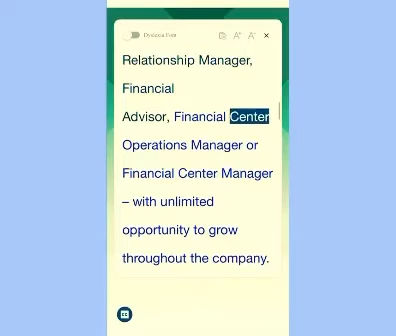 Dyslexia Font A+ A- ×
Relationship Manager,
Financial
Advisor, Financial Center
Operations Manager or
Financial Center Manager
– with unlimited
opportunity to grow
throughout the company.